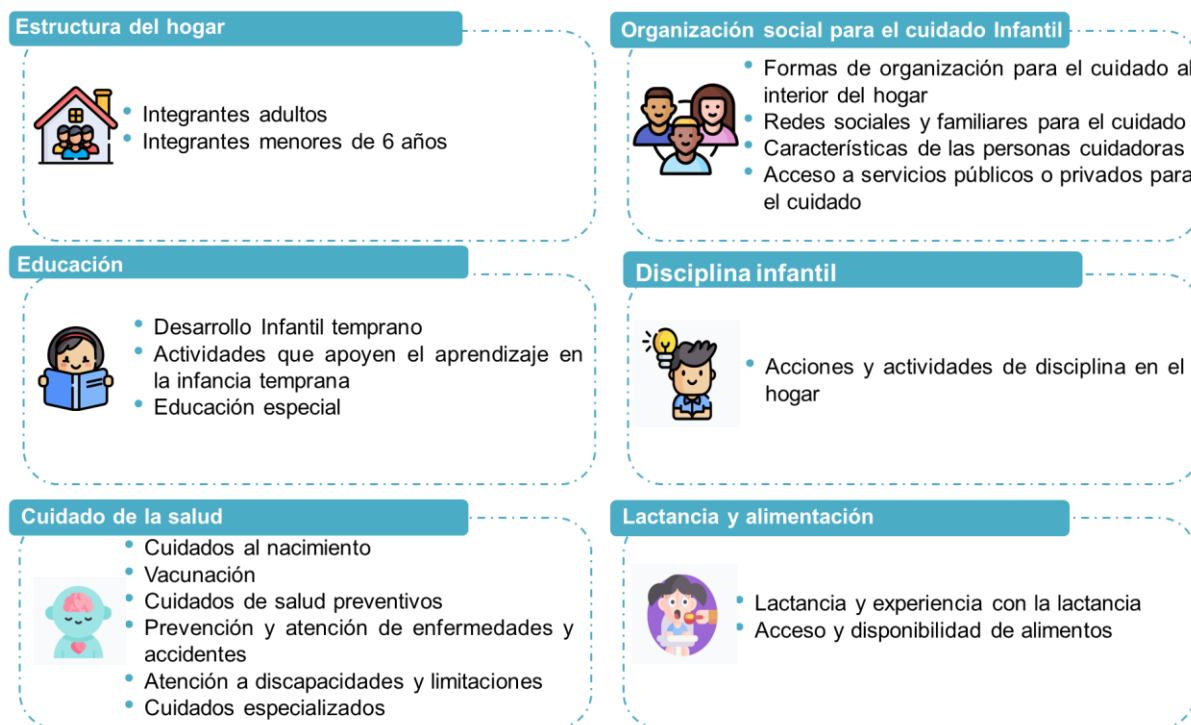 Estructura del hogar
Integrantes adultos
Integrantes menores de 6 años
Organización social para el cuidado Infantil
Formas de organización para el cuidado al
interior del hogar
Redes sociales y familiares para el cuidado
Características de las personas cuidadoras
Acceso a servicios públicos o privados para
el cuidado
Educación
Desarrollo Infantil temprano
Actividades que apoyen el aprendizaje en
la infancia temprana
Educación especial
Disciplina infantil
Acciones y actividades de disciplina en el
hogar
Cuidado de la salud
Cuidados al nacimiento
Vacunación
Cuidados de salud preventivos
Prevención y atención de enfermedades y
accidentes
Atención a discapacidades y limitaciones
Cuidados especializados
Lactancia y alimentación
Lactancia y experiencia con la lactancia
Acceso y disponibilidad de alimentos